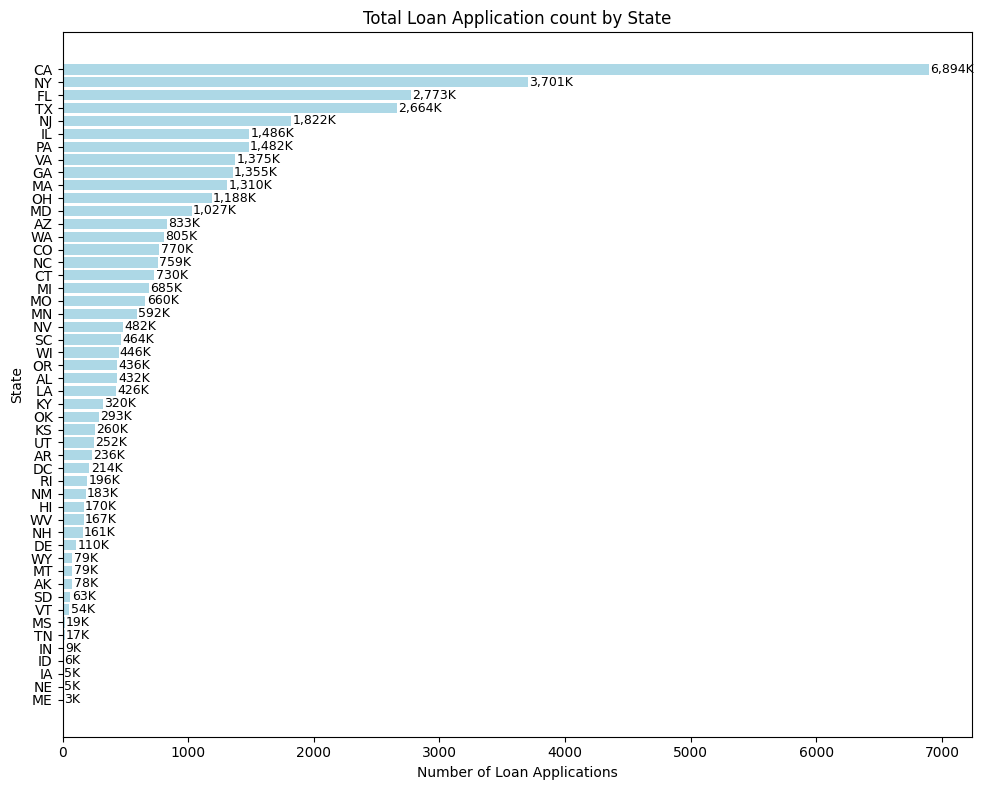 Total Loan Application count by State
CA 6,894K
NY 3,701K
FL 2,773K
TX 2,664K
NJ 1,822K
IL 1,486K
PA 1,482K
VA 1,375K
GA 1,355K
MA 1,310K
OH 1,188K
MD 1,027K
AZ 833K
WA 805K
CO 770K
NC 759K
CT 730K
MI 685K
MO 660K
MN 592K
NV 482K
SC 464K
WI 446K
OR 436K
AL 432K
LA 426K
KY 320K
OK 293K
KS 260K
UT 252K
AR 236K
DC 214K
RI 196K
NM 183K
HI 170K
WV 167K
NH 161K
DE 110K
WY 79K
MT 79K
AK 78K
SD 63K
VT 54K
MS 19K
TN 17K
IN 9K
ID 6K
IA 5K
NE 5K
ME 3K
State
0 1000 2000 3000 4000 5000 6000 7000
Number of Loan Applications